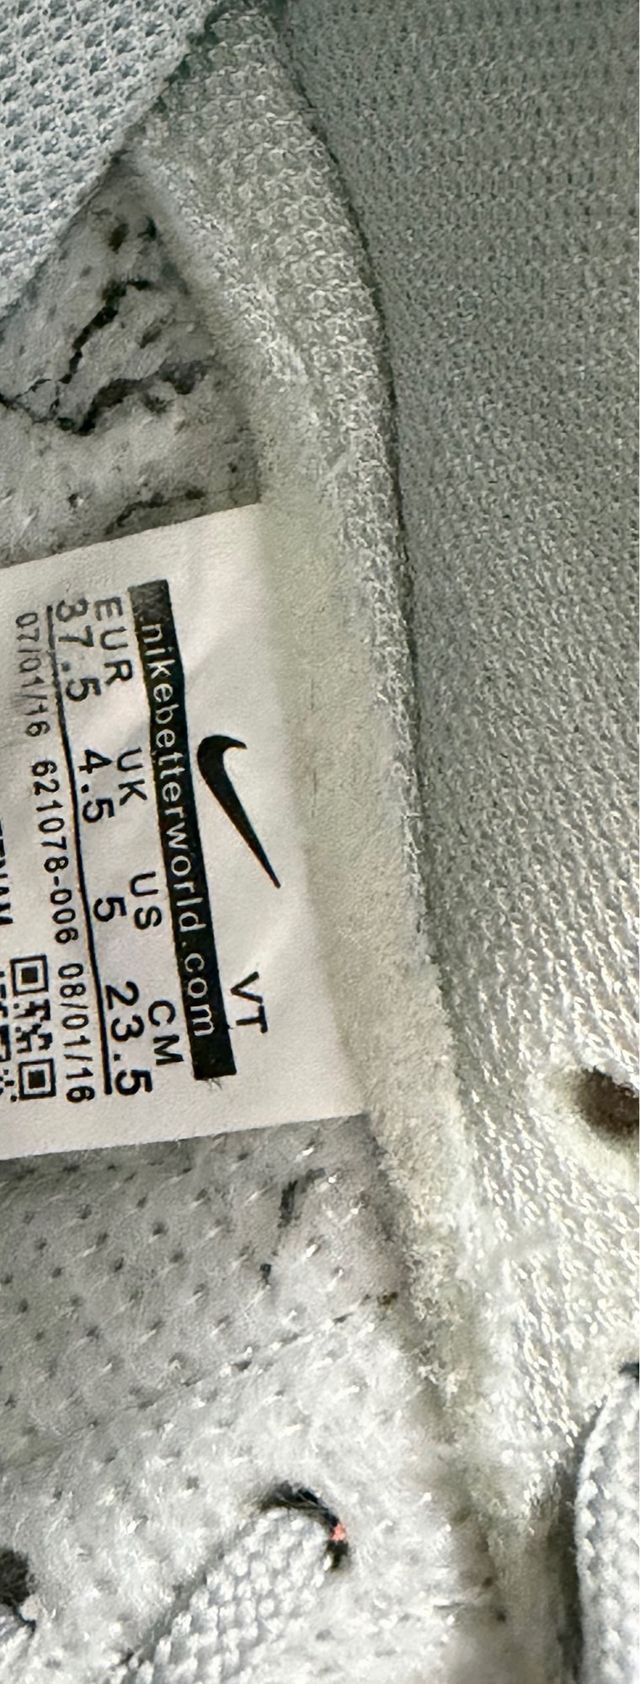 VT
nikebetterworld.com
EUR UK US CM
37.5 4.5 5 23.5
07/01/16 621078-006 08/01/16